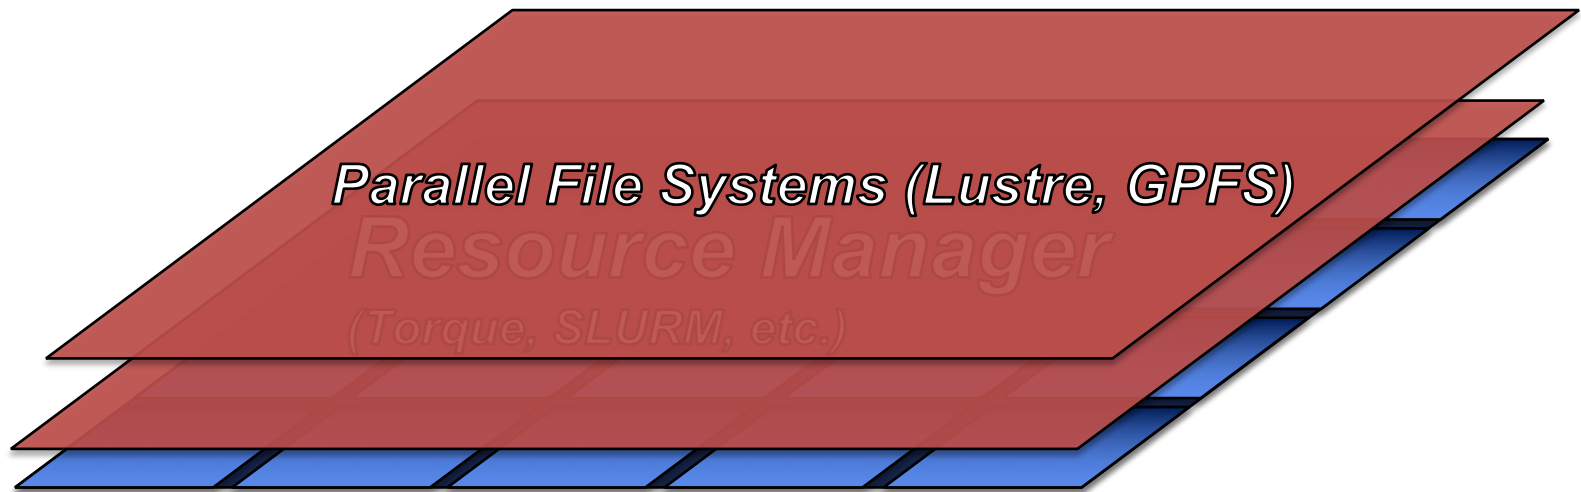 Parallel File Systems (Lustre, GPFS)
Resource Manager
(Torque, SLURM, etc.)